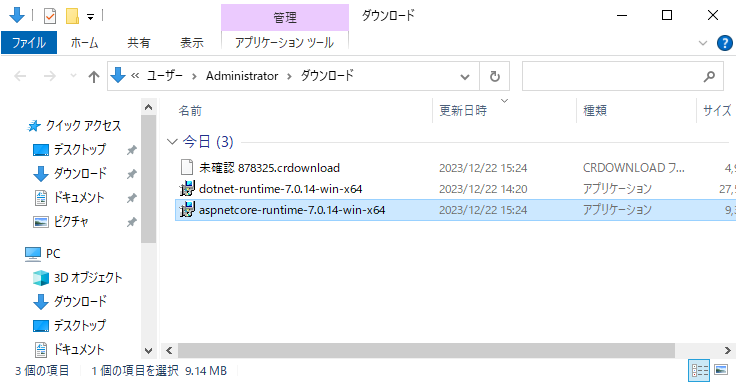 管理 ダウンロード
ファイル ホーム 共有 表示 アプリケーション ツール
« ユーザー › Administrator › ダウンロード
名前 更新日時 種類 サイズ
クイック アクセス
デスクトップ
ダウンロード
ドキュメント
ピクチャ
PC
3D オブジェクト
ダウンロード
デスクトップ
ドキュメント
今日 (3)
未確認 878325.crdownload 2023/12/22 15:24 CRDOWNLOAD フ... 4,
dotnet-runtime-7.0.14-win-x64 2023/12/22 14:20 アプリケーション 27,
aspnetcore-runtime-7.0.14-win-x64 2023/12/22 15:24 アプリケーション 9,
3 個の項目 1 個の項目を選択 9.14 MB